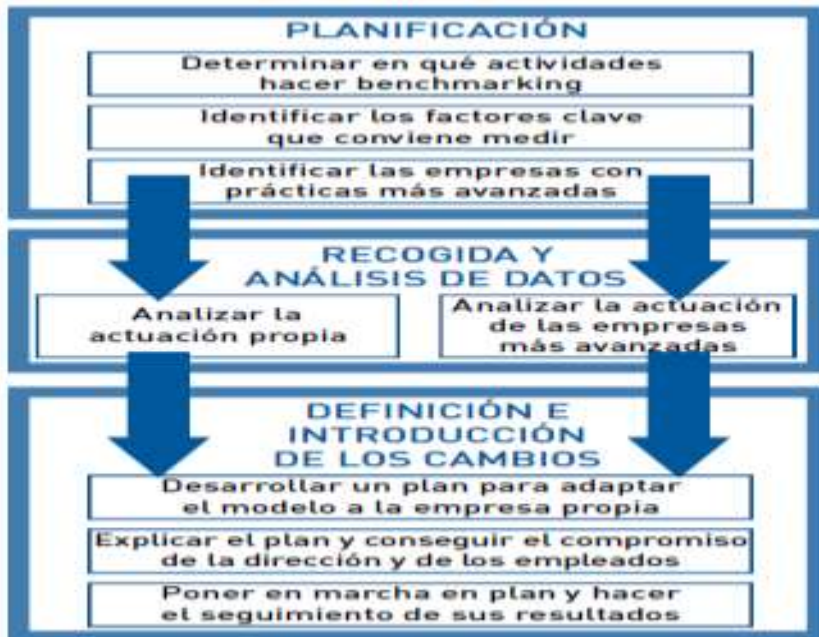 PLANIFICACIÓN
Determinar en qué actividades
hacer benchmarking
Identificar los factores clave
que conviene medir
Identificar las empresas con
prácticas más avanzadas
RECOGIDA Y
ANÁLISIS DE DATOS
Analizar la
actuación propia
Analizar la actuación
de las empresas
más avanzadas
DEFINICIÓN E
INTRODUCCIÓN
DE LOS CAMBIOS
Desarrollar un plan para adaptar
el modelo a la empresa propia
Explicar el plan y conseguir el compromiso
de la dirección y de los empleados
Poner en marcha en plan y hacer
el seguimiento de sus resultados